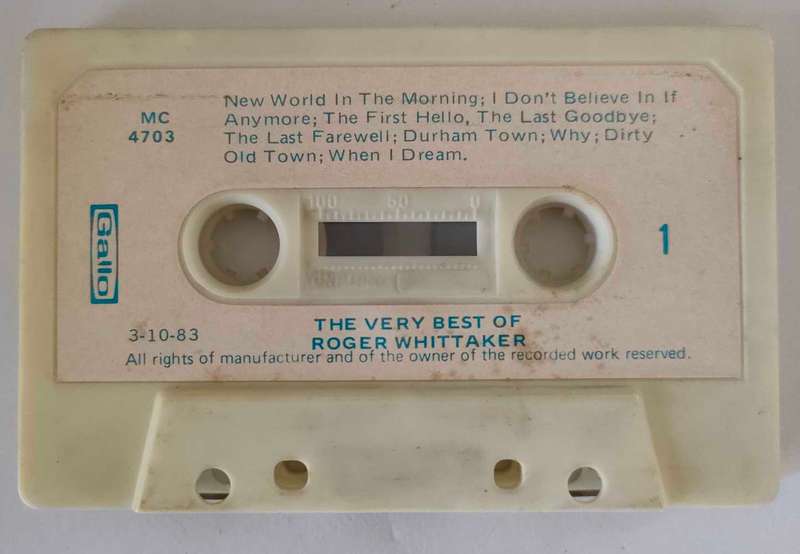 New World In The Morning; I Don't Believe In If
MC
Anymore; The First Hello, The Last Goodbye;
4703
The Last Farewell; Durham Town; Why; Dirty
Old Town; When I Dream.
100 50 0
Gallo
1
THE VERY BEST OF
3-10-83
ROGER WHITTAKER
All rights of manufacturer and of the owner of the recorded work reserved.